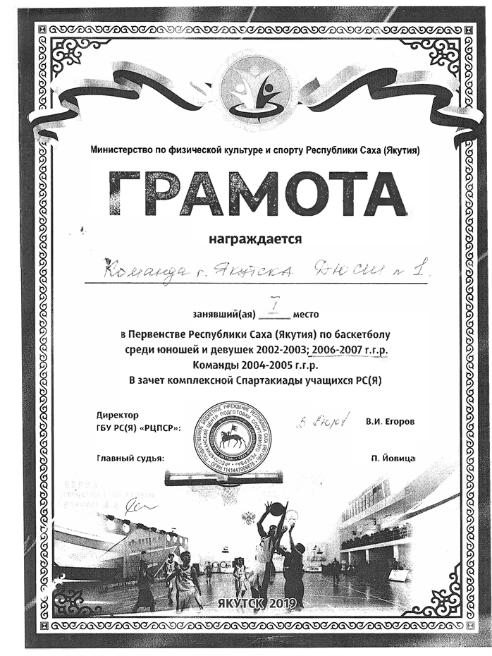 Министерство по физической культуре и спорту Республики Саха (Якутия)
ГРАМОТА
награждается
Команда г. Якутска ДЮСШ № 1.
занявший(ая) I место
в Первенстве Республики Саха (Якутия) по баскетболу
среди юношей и девушек 2002-2003; 2006-2007 г.г.р.
Команды 2004-2005 г.г.р.
В зачет комплексной Спартакиады учащихся РС(Я)
Директор
ГБУ РС(Я) «РЦПСР»:
В.И. Егоров
Главный судья:
П. Йовица
ЯКУТСК 2019